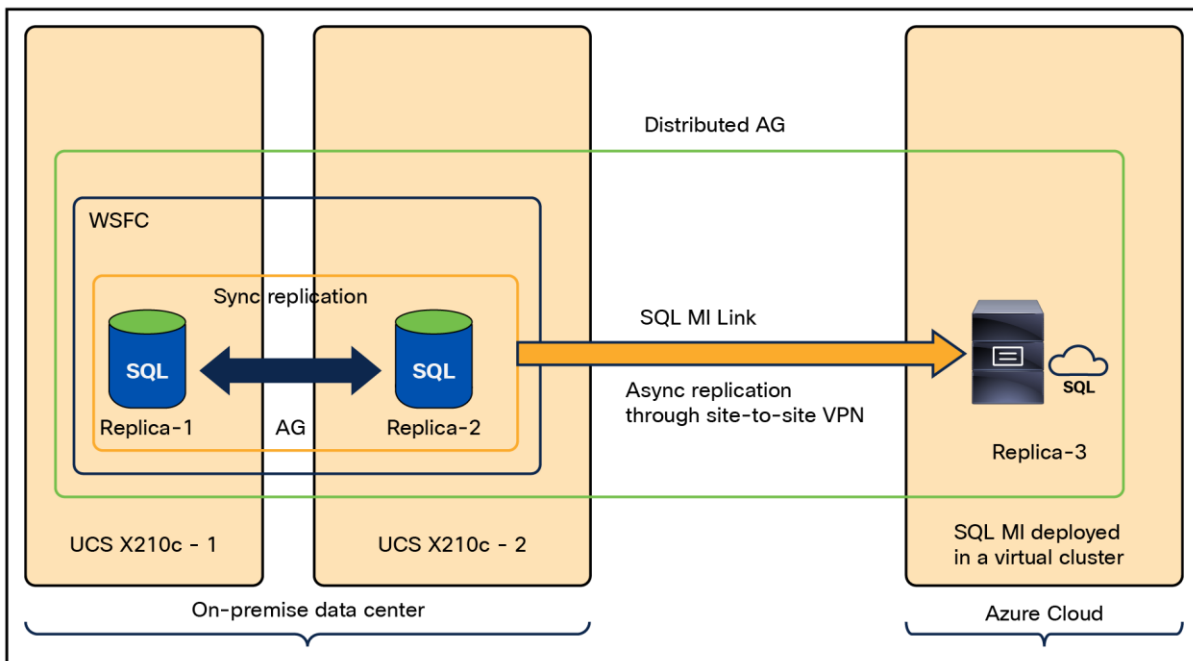 Distributed AG
WSFC
Sync replication
SQL
SQL
Replica-1
AG
Replica-2
SQL MI Link
Async replication
through site-to-site VPN
SQL
Replica-3
UCS X210c - 1
UCS X210c - 2
SQL MI deployed
in a virtual cluster
On-premise data center
Azure Cloud